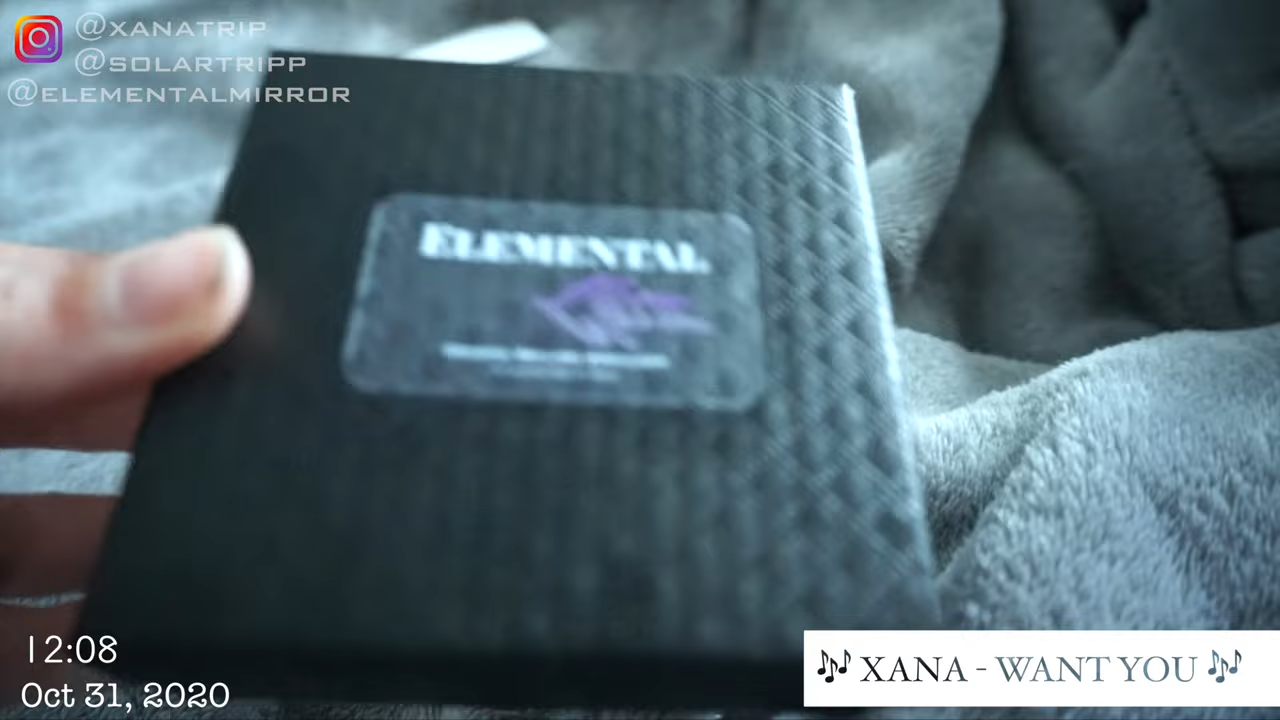 @XANATRIP
@SOLARTRIPP
@ELEMENTALMIRROR
ELEMENTAL
12:08
Oct 31, 2020
XANA - WANT YOU